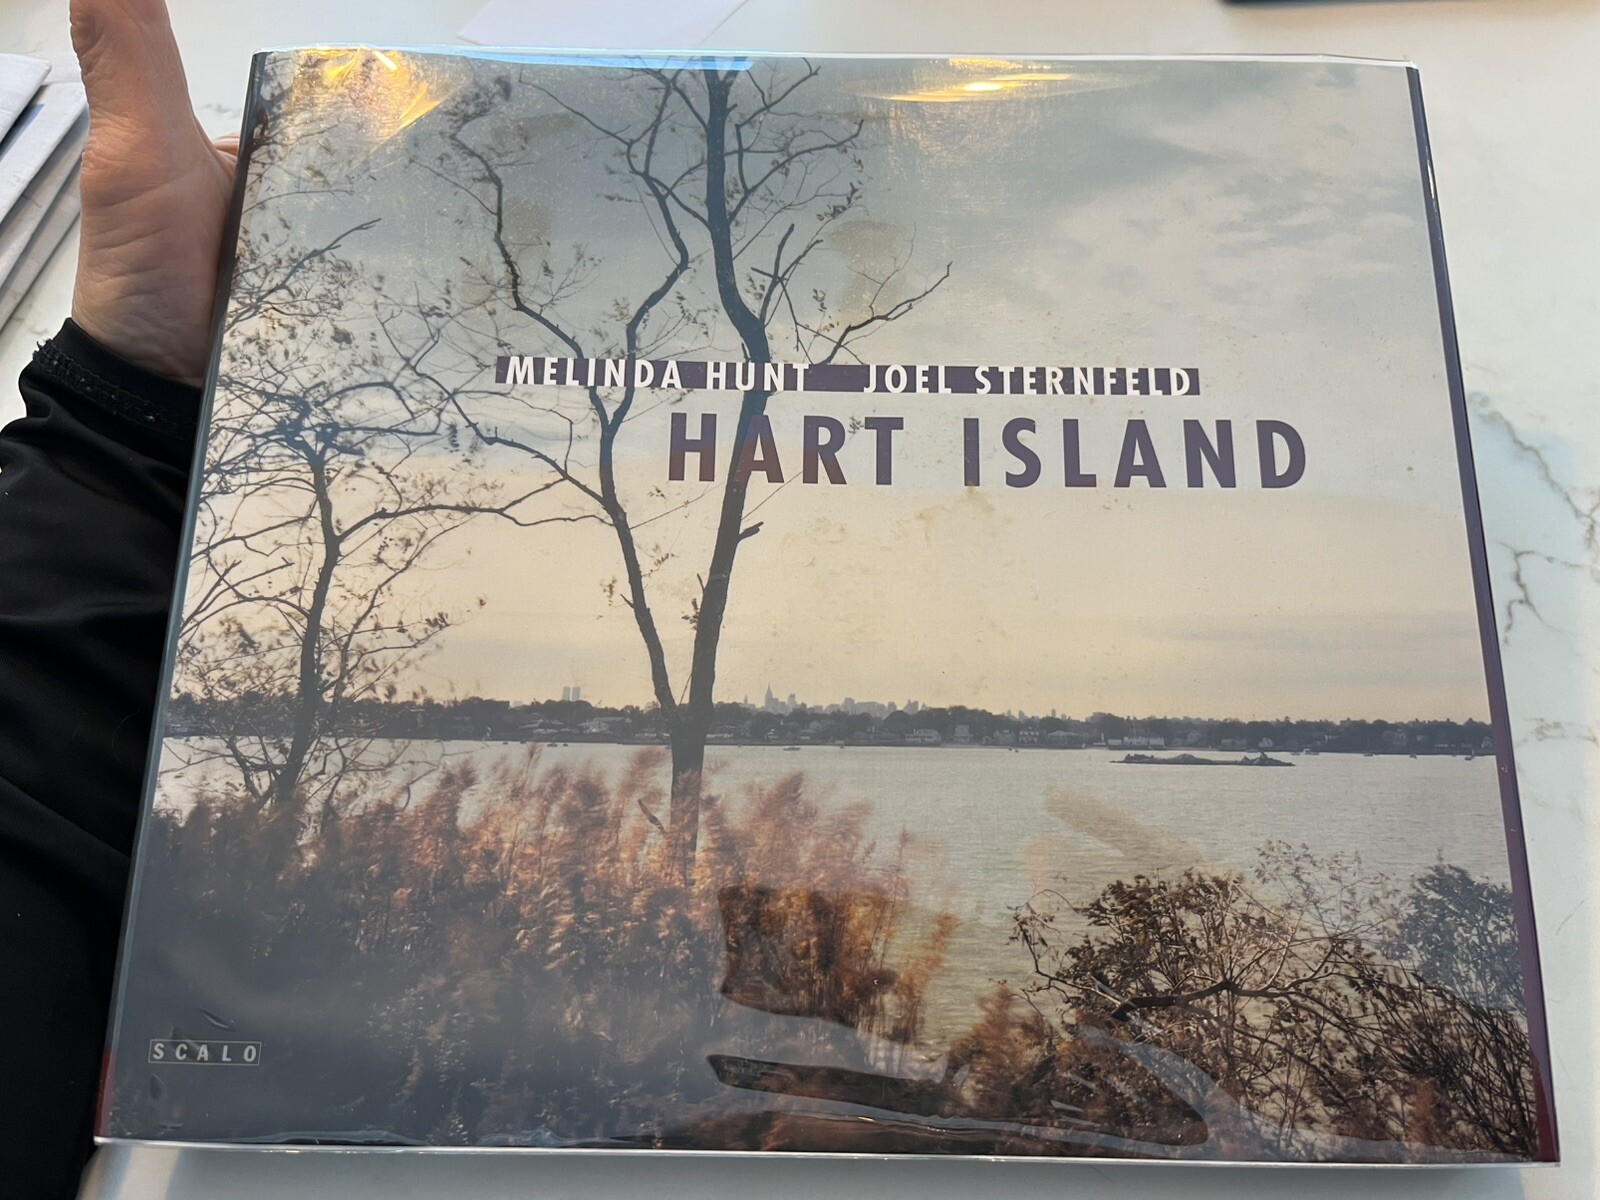 MELINDA HUNT JOEL STERNFELD
HART ISLAND
SCALO